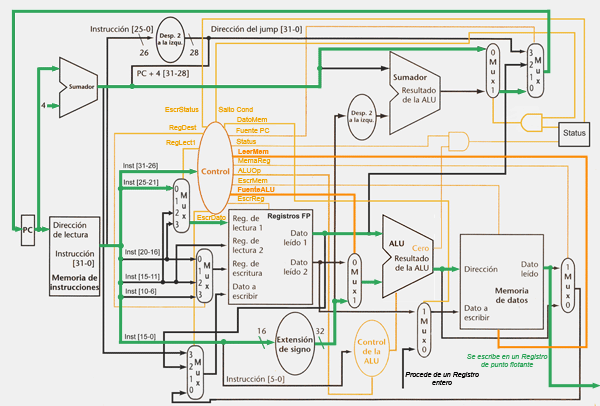 Instrucción [25-0]
Desp. 2
a la izqu.
Dirección del jump [31-0]
26
28
PC + 4 [31-28]
Sumador
4
EscrStatus
Salto Cond
RegDest
DatoMem
Fuente PC
RegLect1
Status
LeerMem
MemaReg
ALUOp
EscrMem
FuenteALU
EscrReg
EscrDato
Control
Sumador
Resultado
de la ALU
Desp. 2
a la izqu.
0
M
u
x
1
3
2
M
u
x
Status
Inst [31-26]
Inst [25-21]
0
1
2
3
M
u
x
PC
Dirección
de lectura
Instrucción
[31-0]
Memoria de
instrucciones
Inst [20-16]
Inst [15-11]
Inst [10-6]
0
1
2
3
M
u
x
Registros FP
Reg. de
lectura 1
Reg. de
lectura 2
Reg. de
escritura
Dato a
escribir
Dato
leído 1
Dato
leído 2
0
M
u
x
1
ALU
Cero
Resultado
de la ALU
Dirección
Dato
leído
Memoria
de datos
Dato a
escribir
1
M
u
x
0
1
M
u
x
0
Inst [15-0]
16
Extensión
de signo
32
Control
de la
ALU
Instrucción [5-0]
3
2
1
0
M
u
x
Procede de un Registro
entero
Se escribe en un Registro
de punto flotante